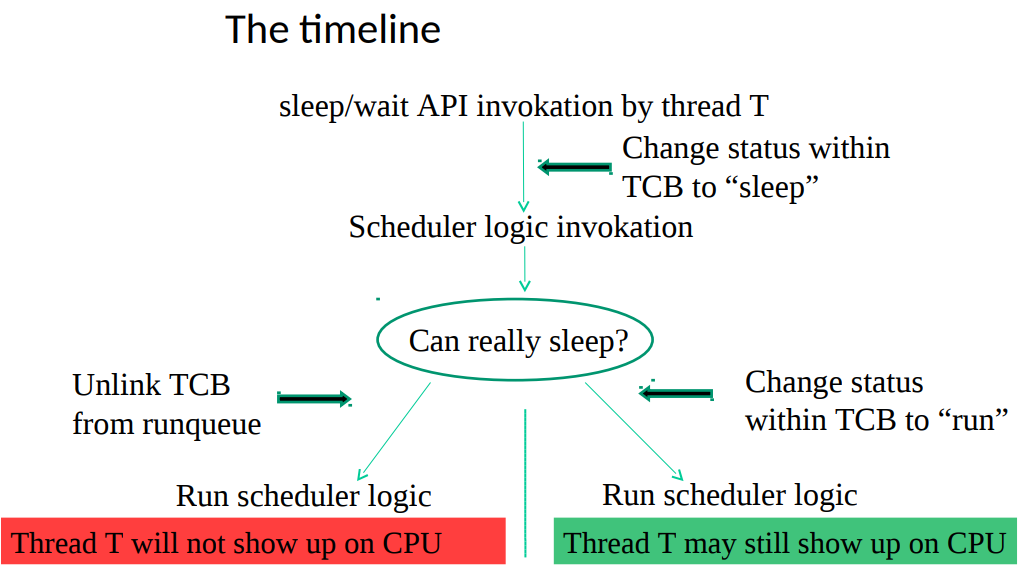 The timeline
sleep/wait API invokation by thread T
Change status within
TCB to “sleep”
Scheduler logic invokation
Can really sleep?
Unlink TCB
from runqueue
Change status
within TCB to “run”
Run scheduler logic
Run scheduler logic
Thread T will not show up on CPU
Thread T may still show up on CPU